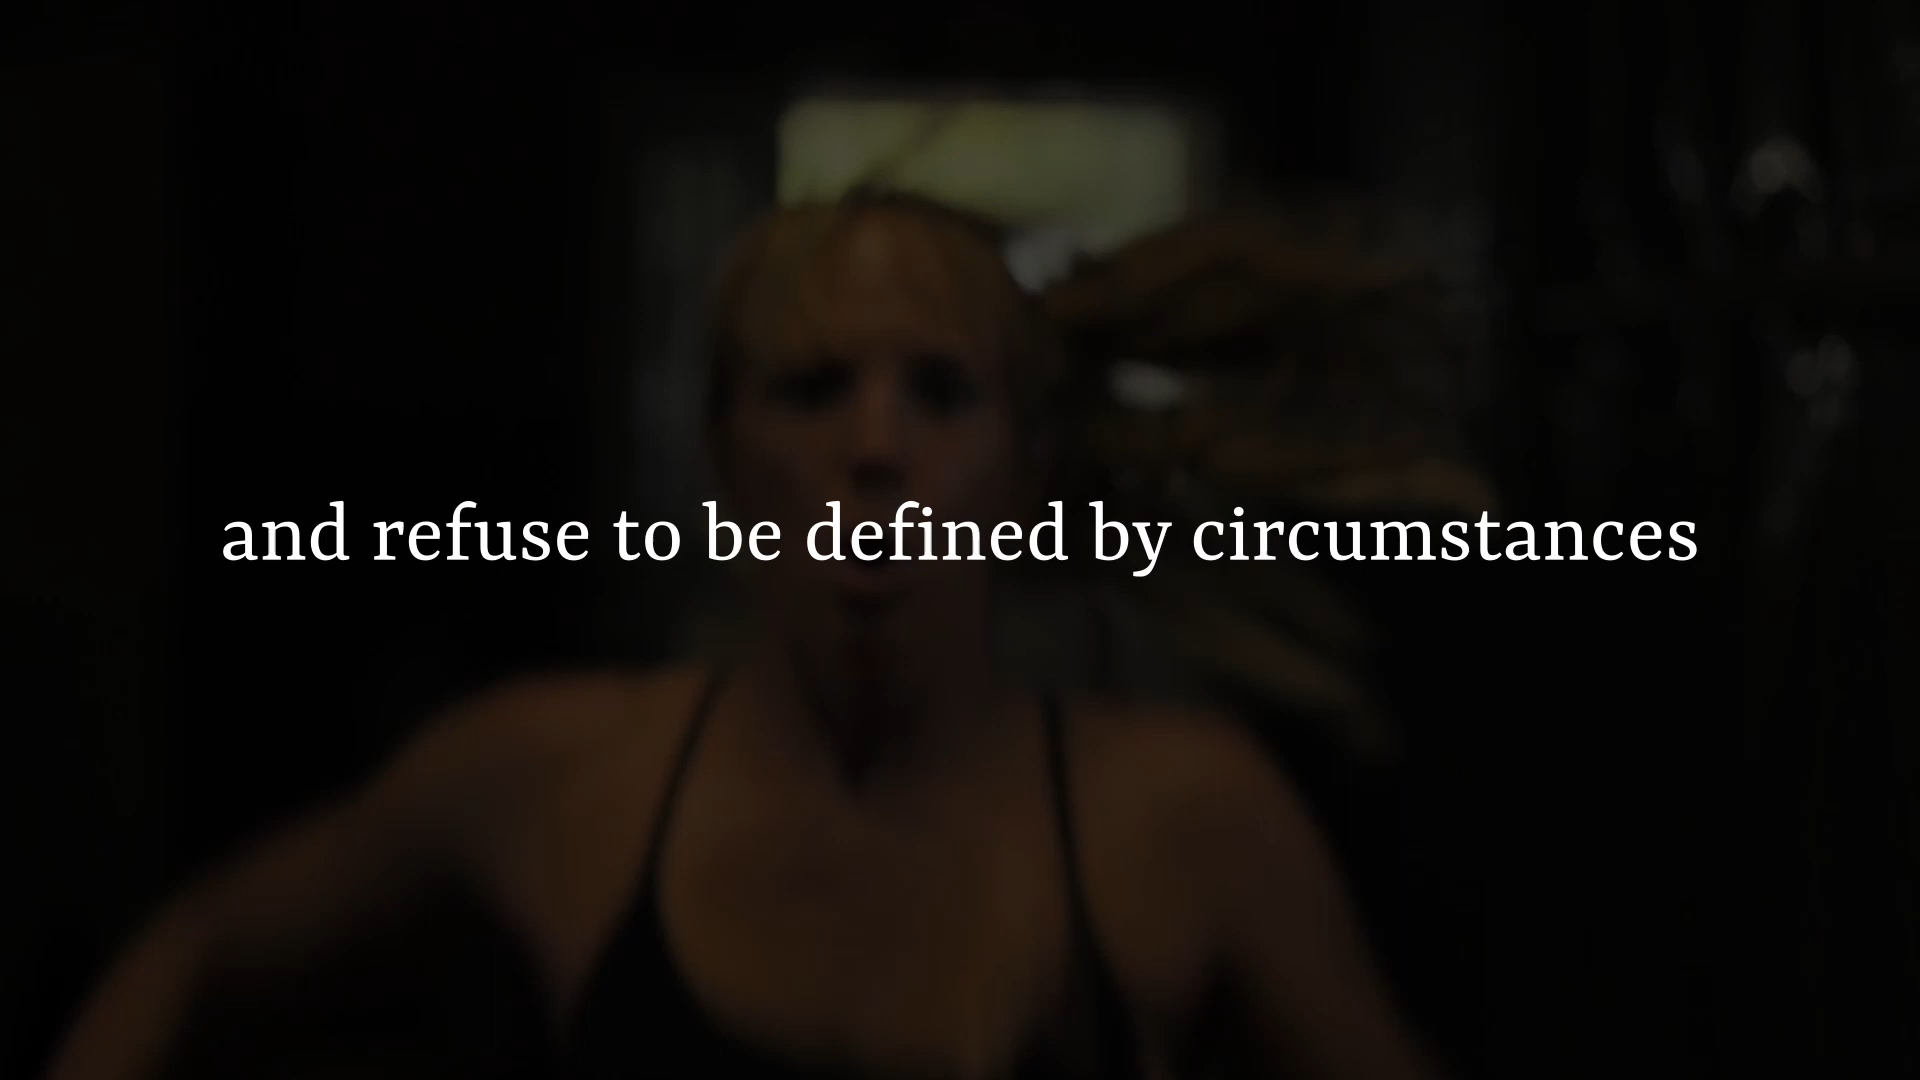 and refuse to be defined by circumstances